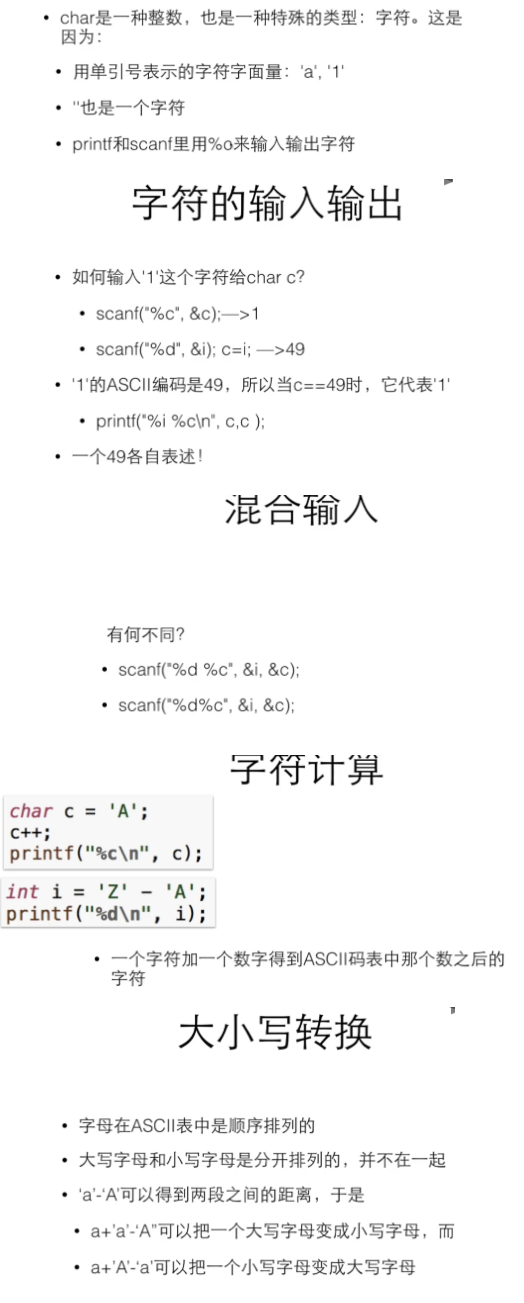 • char是一种整数，也是一种特殊的类型：字符。这是
因为：
• 用单引号表示的字符字面量：'a', '1'
• ''也是一个字符
• printf和scanf里用%c来输入输出字符
字符的输入输出
• 如何输入'1'这个字符给char c?
• scanf("%c", &c);—>1
• scanf("%d", &i); c=i; —>49
• '1'的ASCII编码是49，所以当c==49时，它代表'1'
• printf("%i %c\n", c,c );
• 一个49各自表述！
混合输入
有何不同?
• scanf("%d %c", &i, &c);
• scanf("%d%c", &i, &c);
字符计算
char c = 'A';
c++;
printf("%c\n", c);
int i = 'Z' - 'A';
printf("%d\n", i);
• 一个字符加一个数字得到ASCII码表中那个数之后的
字符
大小写转换
• 字母在ASCII表中是顺序排列的
• 大写字母和小写字母是分开排列的，并不在一起
• 'a'-'A'可以得到两段之间的距离，于是
• a+'a'-'A"可以把一个大写字母变成小写字母，而
• a+'A'-'a'可以把一个小写字母变成大写字母